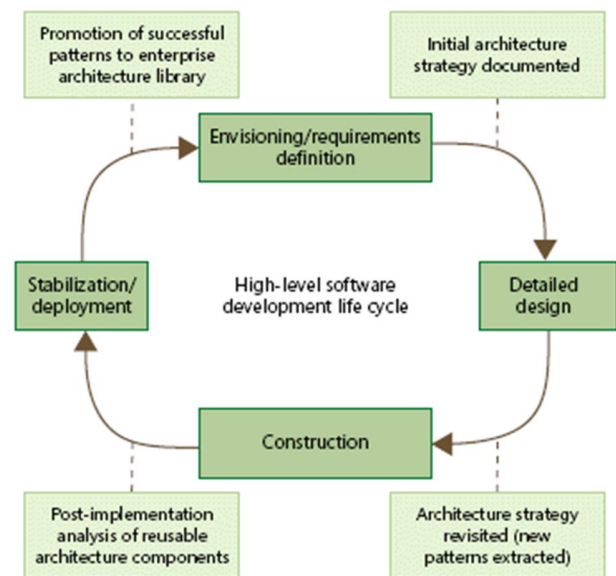 Promotion of successful
patterns to enterprise
architecture library
Initial architecture
strategy documented
Envisioning/requirements
definition
Stabilization/
deployment
High-level software
development life cycle
Detailed
design
Construction
Post-implementation
analysis of reusable
architecture components
Architecture strategy
revisited (new
patterns extracted)